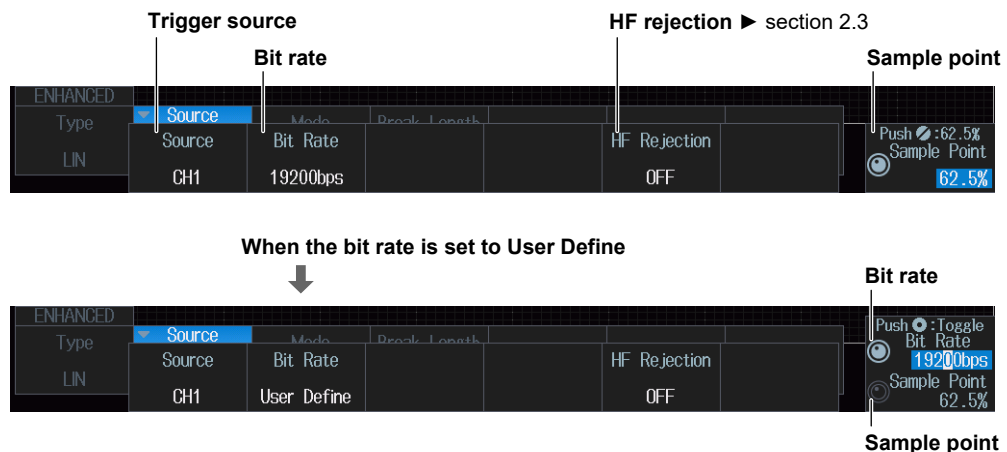 Trigger source
HF rejection ► section 2.3
Bit rate
Sample point
ENHANCED
Type
LIN
Source
Mode
Break Length
Source
CH1
Bit Rate
19200bps
HF Rejection
OFF
Push :62.5%
Sample Point
62.5%
When the bit rate is set to User Define
Bit rate
ENHANCED
Type
LIN
Source
Mode
Break Length
Source
CH1
Bit Rate
User Define
HF Rejection
OFF
Push :Toggle
Bit Rate
19200bps
Sample Point
62.5%
Sample point